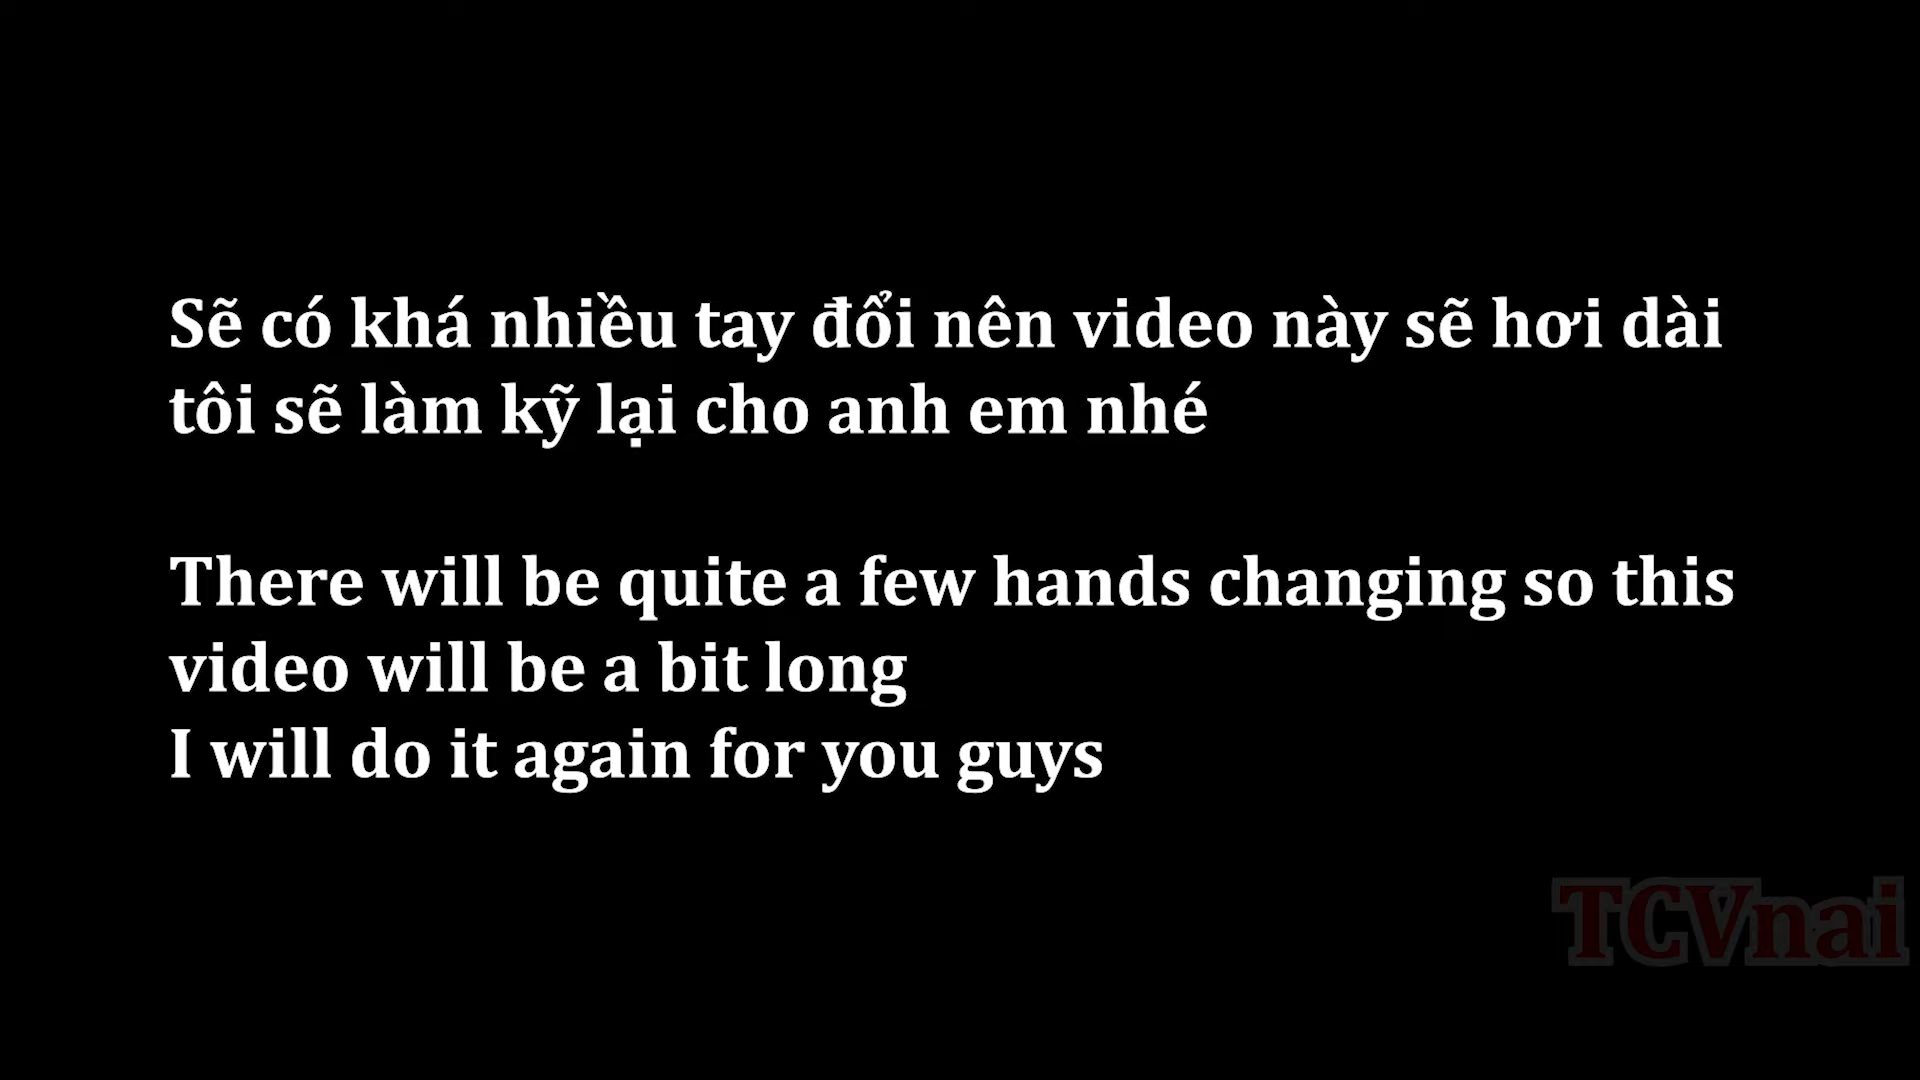 Sẽ có khá nhiều tay đổi nên video này sẽ hơi dài
tôi sẽ làm kỹ lại cho anh em nhé
There will be quite a few hands changing so this
video will be a bit long
I will do it again for you guys
TCVnai